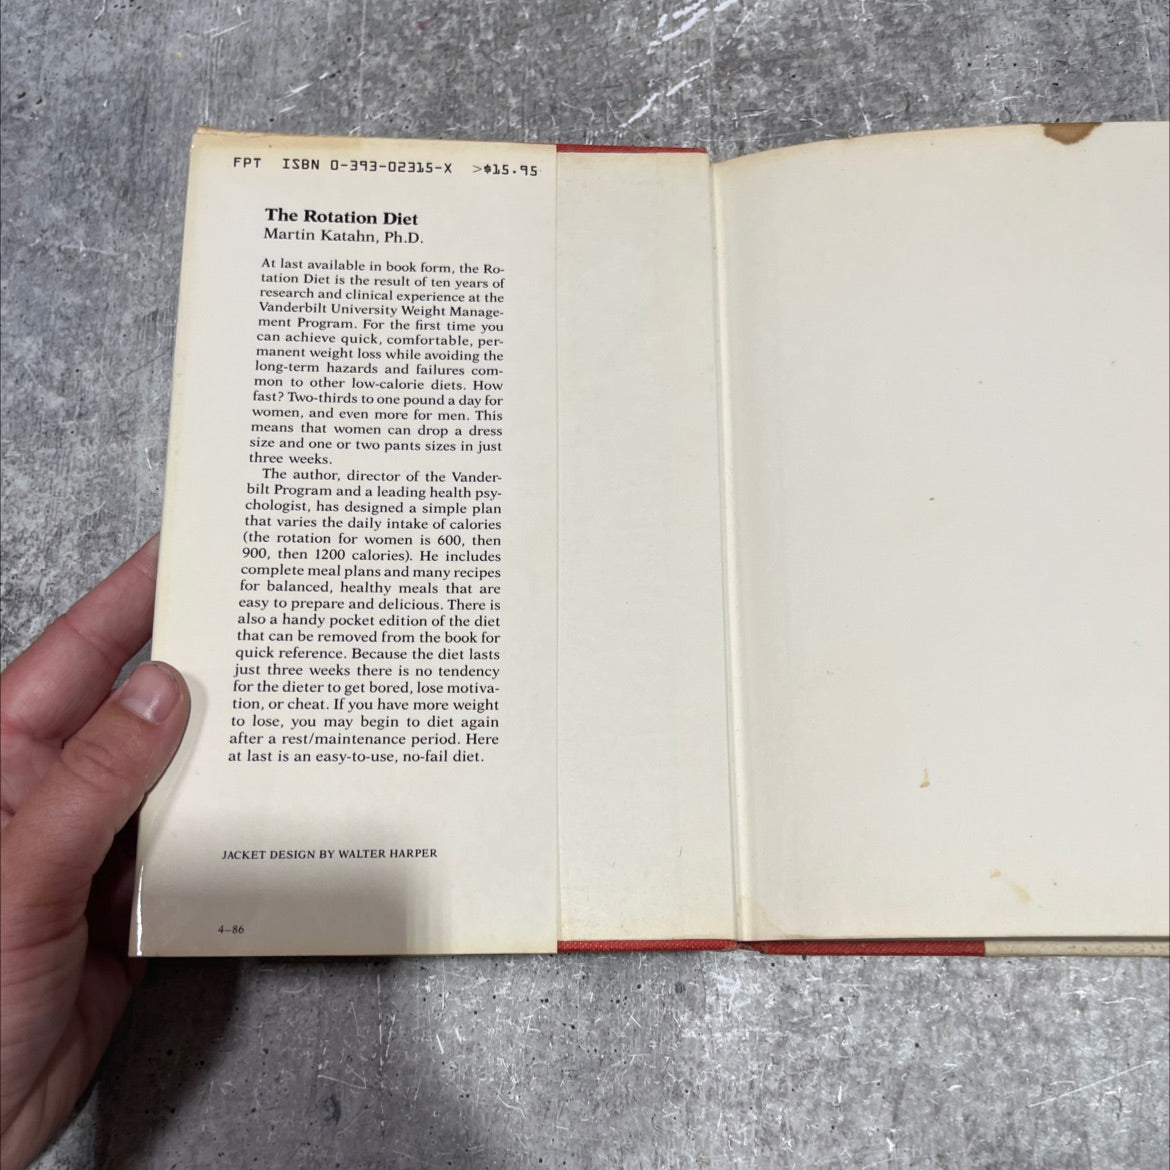 FPT ISBN 0-393-02315-X >$15.95
The Rotation Diet
Martin Katahn, Ph.D.
At last available in book form, the Ro-
tation Diet is the result of ten years of
research and clinical experience at the
Vanderbilt University Weight Manage-
ment Program. For the first time you
can achieve quick, comfortable, per-
manent weight loss while avoiding the
long-term hazards and failures com-
mon to other low-calorie diets. How
fast? Two-thirds to one pound a day for
women, and even more for men. This
means that women can drop a dress
size and one or two pants sizes in just
three weeks.
The author, director of the Vander-
bilt Program and a leading health psy-
chologist, has designed a simple plan
that varies the daily intake of calories
(the rotation for women is 600, then
900, then 1200 calories). He includes
complete meal plans and many recipes
for balanced, healthy meals that are
easy to prepare and delicious. There is
also a handy pocket edition of the diet
that can be removed from the book for
quick reference. Because the diet lasts
just three weeks there is no tendency
for the dieter to get bored, lose motiva-
tion, or cheat. If you have more weight
to lose, you may begin to diet again
after a rest/maintenance period. Here
at last is an easy-to-use, no-fail diet.
JACKET DESIGN BY WALTER HARPER
4–86